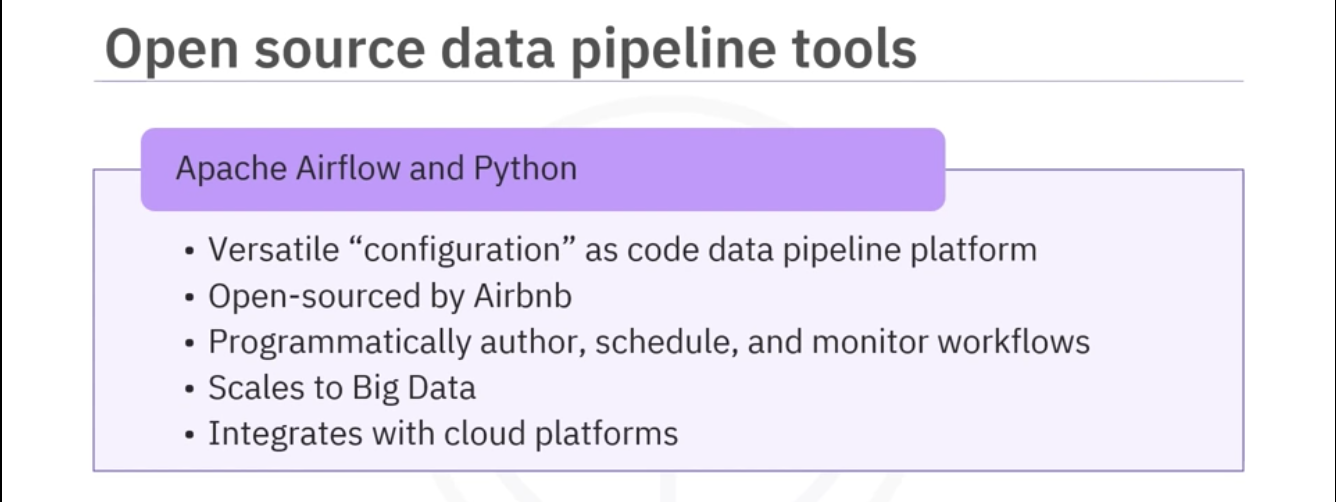 Open source data pipeline tools
Apache Airflow and Python
• Versatile “configuration” as code data pipeline platform
• Open-sourced by Airbnb
• Programmatically author, schedule, and monitor workflows
• Scales to Big Data
• Integrates with cloud platforms